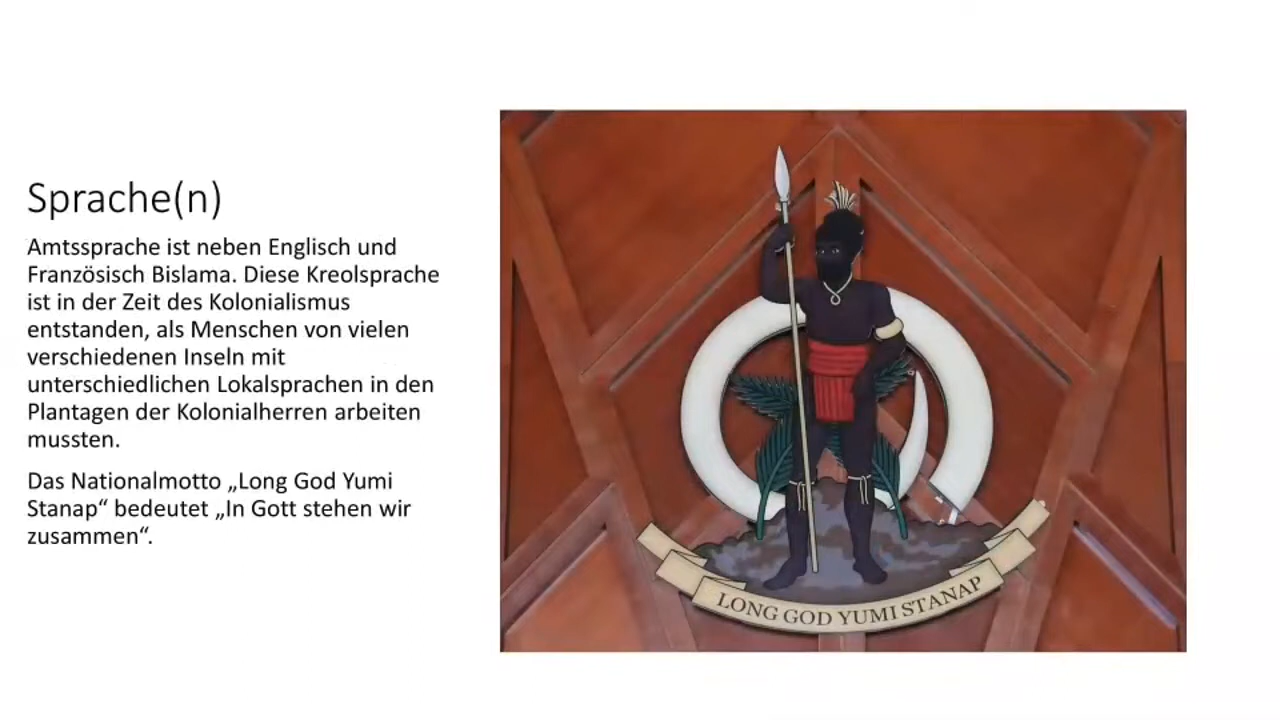 Sprache(n)
Amtssprache ist neben Englisch und
Französisch Bislama. Diese Kreolsprache
ist in der Zeit des Kolonialismus
entstanden, als Menschen von vielen
verschiedenen Inseln mit
unterschiedlichen Lokalsprachen in den
Plantagen der Kolonialherren arbeiten
mussten.
Das Nationalmotto „Long God Yumi
Stanap“ bedeutet „In Gott stehen wir
zusammen“.
LONG GOD YUMI STANAP